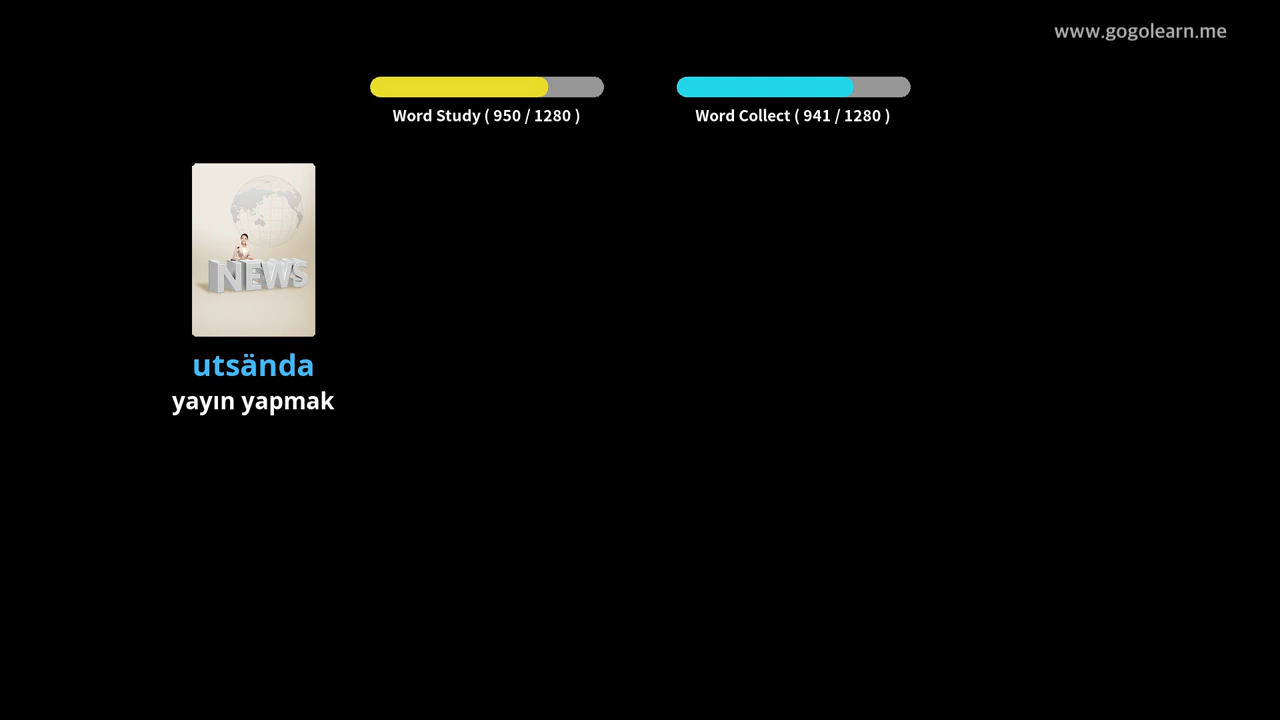 www.gogolearn.me
Word Study ( 950 / 1280 )
Word Collect ( 941 / 1280 )
NEWS
utsända
yayın yapmak